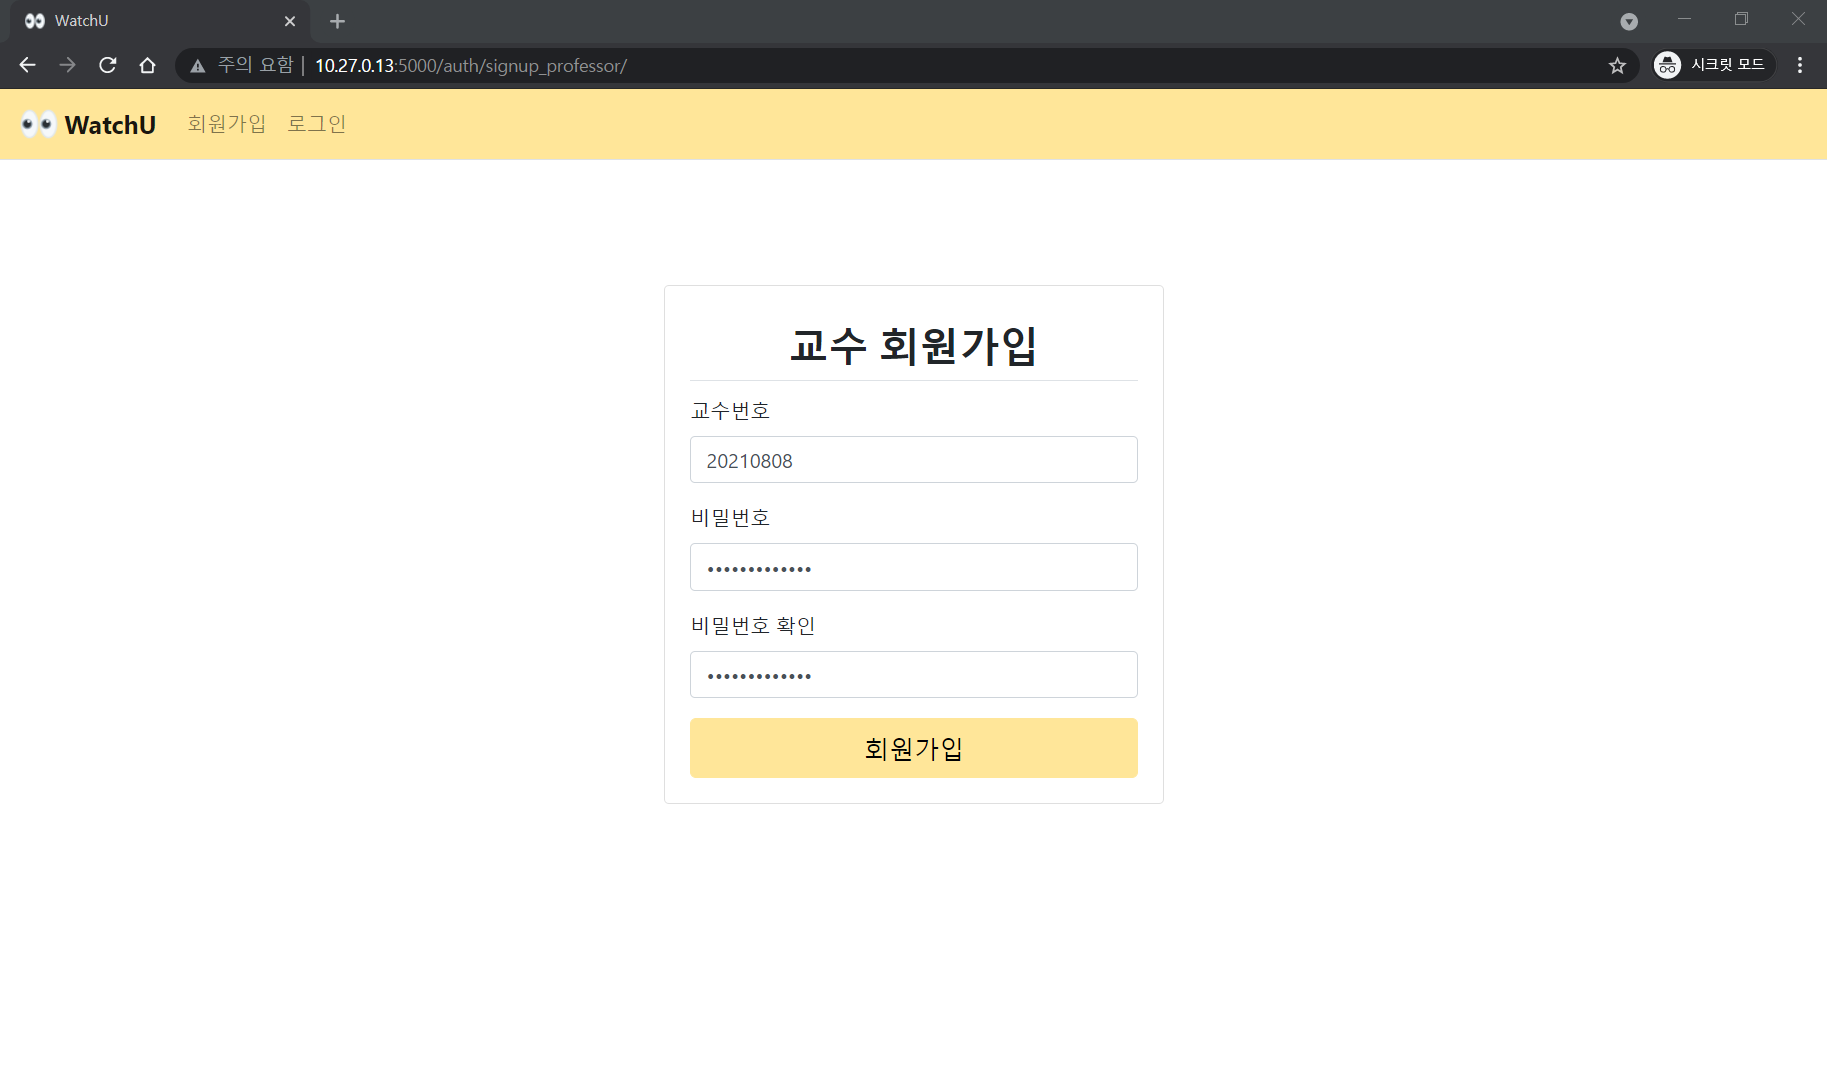 WatchU
주의 요함 | 10.27.0.13:5000/auth/signup_professor/
시크릿 모드
WatchU 회원가입 로그인
교수 회원가입
교수번호
20210808
비밀번호
•••••••••••••
비밀번호 확인
•••••••••••••
회원가입